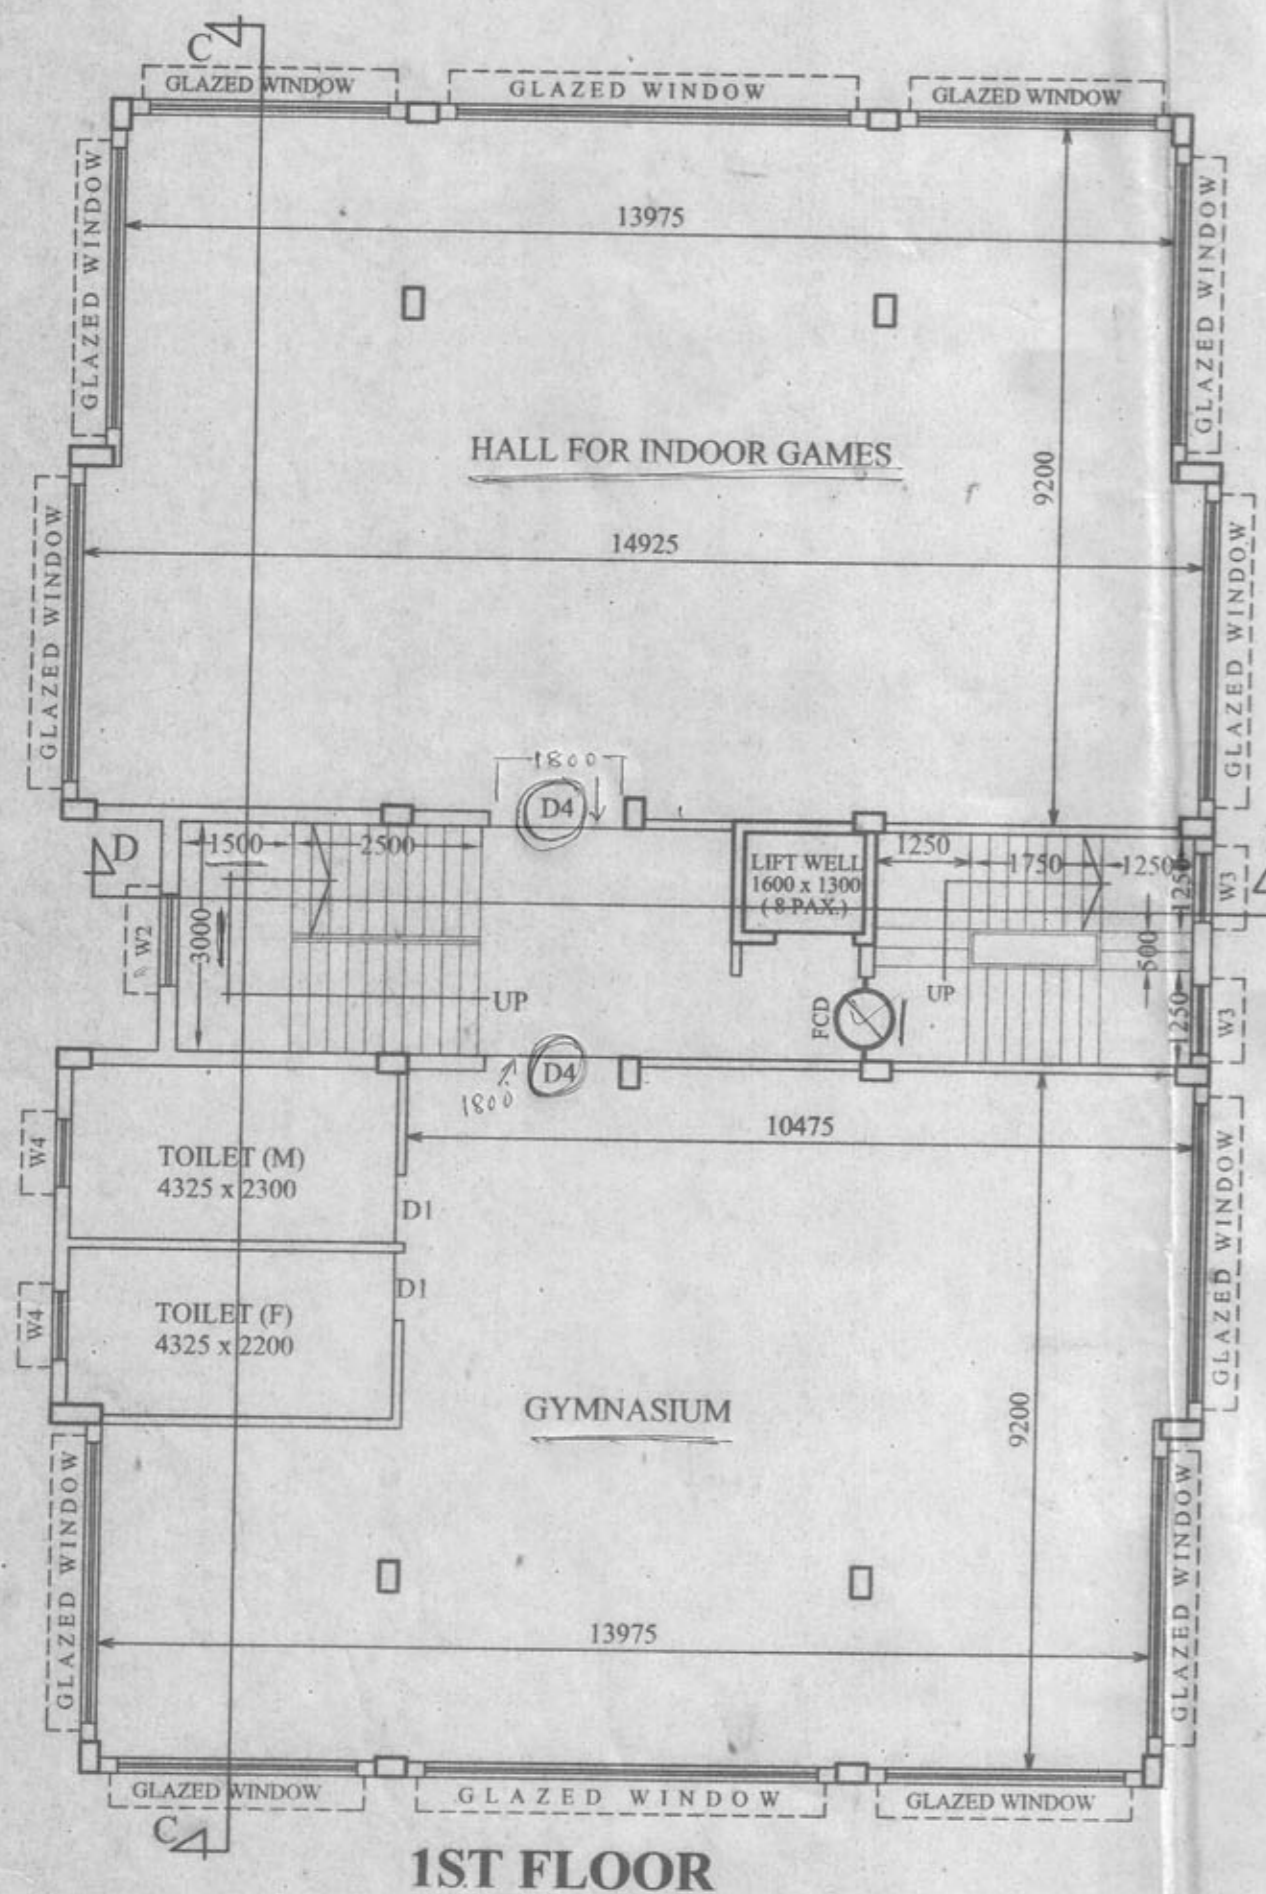 C
GLAZED WINDOW
GLAZED WINDOW
GLAZED WINDOW
GLAZED WINDOW
13975
GLAZED WINDOW
HALL FOR INDOOR GAMES
9200
GLAZED WINDOW
14925
GLAZED WINDOW
1800
D4
D
1500
2500
LIFT WELL
1600 x 1300
( 8 PAX.)
1250
1750
1250
1250
W3
W2
3000
UP
FCD
UP
500
1250
W3
D4
1800
10475
W4
TOILET (M)
4325 x 2300
D1
GLAZED WINDOW
D1
W4
TOILET (F)
4325 x 2200
GYMNASIUM
9200
GLAZED WINDOW
13975
GLAZED WINDOW
GLAZED WINDOW
GLAZED WINDOW
GLAZED WINDOW
C
1ST FLOOR